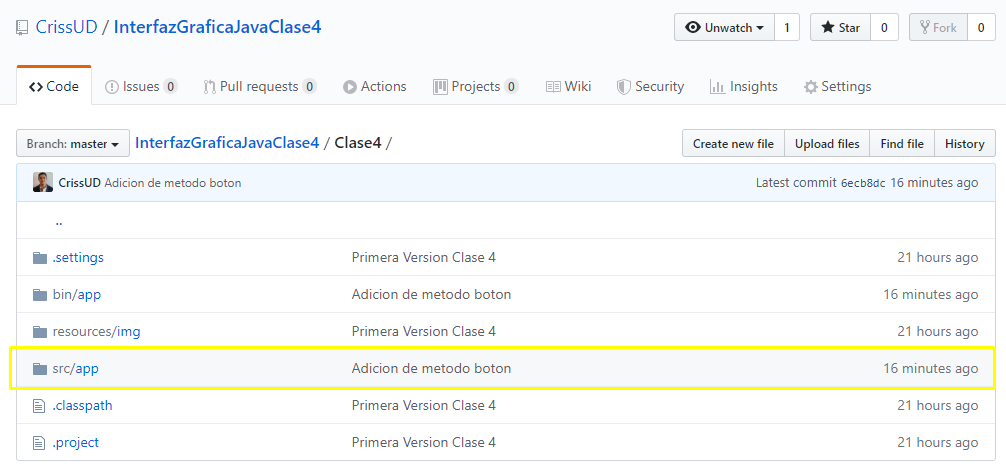 CrissUD / InterfazGraficaJavaClase4
Unwatch 1 Star 0 Fork 0
Code Issues 0 Pull requests 0 Actions Projects 0 Wiki Security Insights Settings
Branch: master InterfazGraficaJavaClase4 / Clase4 / Create new file Upload files Find file History
CrissUD Adicion de metodo boton Latest commit 6ecb8dc 16 minutes ago
..
.settings Primera Version Clase 4 21 hours ago
bin/app Adicion de metodo boton 16 minutes ago
resources/img Primera Version Clase 4 21 hours ago
src/app Adicion de metodo boton 16 minutes ago
.classpath Primera Version Clase 4 21 hours ago
.project Primera Version Clase 4 21 hours ago